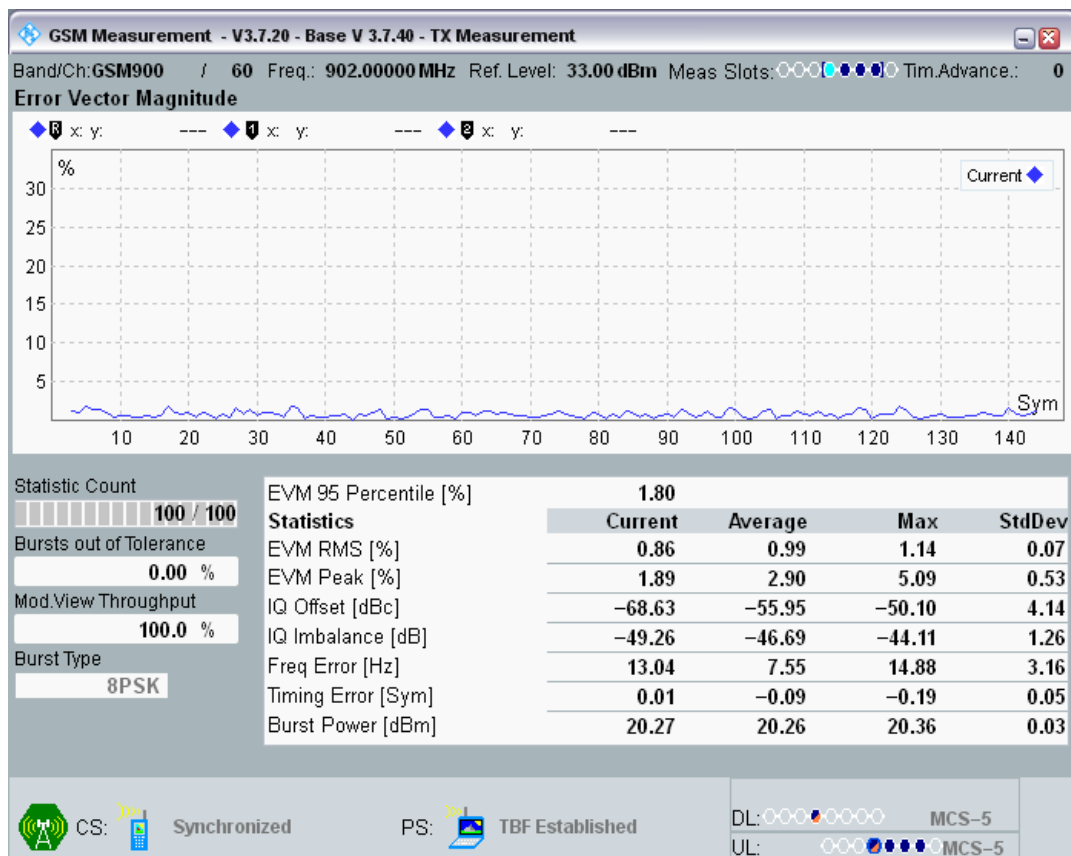 GSM Measurement - V3.7.20 - Base V 3.7.40 - TX Measurement
Band/Ch:GSM900 / 60 Freq.: 902.00000 MHz Ref. Level: 33.00 dBm Meas Slots: Tim.Advance.: 0
Error Vector Magnitude
R x: y: --- 1 x: y: --- 2 x: y: ---
%
Current
30
25
20
15
10
5
Sym
10 20 30 40 50 60 70 80 90 100 110 120 130 140
Statistic Count
100 / 100
Bursts out of Tolerance
0.00 %
Mod.View Throughput
100.0 %
Burst Type
8PSK
EVM 95 Percentile [%] 1.80
Statistics Current Average Max StdDev
EVM RMS [%] 0.86 0.99 1.14 0.07
EVM Peak [%] 1.89 2.90 5.09 0.53
IQ Offset [dBc] −68.63 −55.95 −50.10 4.14
IQ Imbalance [dB] −49.26 −46.69 −44.11 1.26
Freq Error [Hz] 13.04 7.55 14.88 3.16
Timing Error [Sym] 0.01 −0.09 −0.19 0.05
Burst Power [dBm] 20.27 20.26 20.36 0.03
CS: Synchronized PS: TBF Established
DL: MCS−5
UL: MCS−5